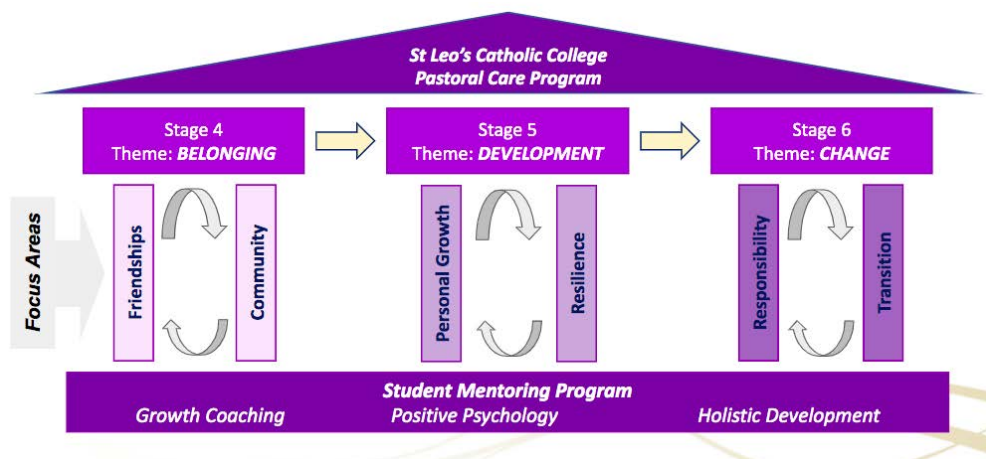 St Leo's Catholic College
Pastoral Care Program
Stage 4
Theme: BELONGING
Stage 5
Theme: DEVELOPMENT
Stage 6
Theme: CHANGE
Focus Areas
Friendships
Community
Personal Growth
Resilience
Responsibility
Transition
Student Mentoring Program
Growth Coaching
Positive Psychology
Holistic Development